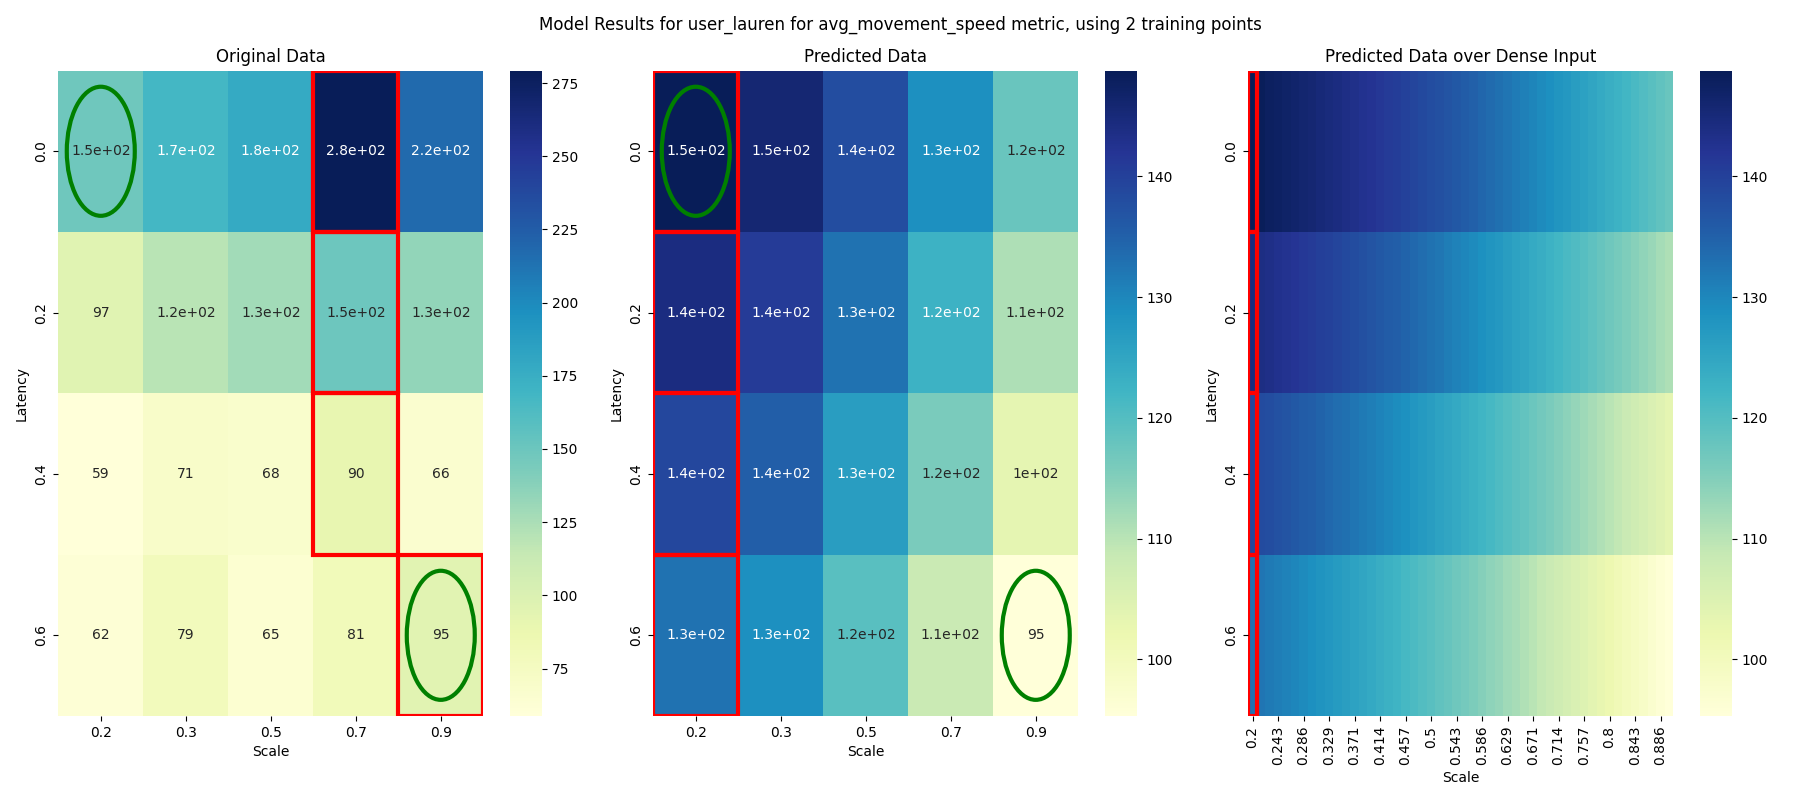 Model Results for user_lauren for avg_movement_speed metric, using 2 training points
Original Data
Latency
0.0
1.5e+02 1.7e+02 1.8e+02 2.8e+02 2.2e+02
0.2
97 1.2e+02 1.3e+02 1.5e+02 1.3e+02
0.4
59 71 68 90 66
0.6
62 79 65 81 95
0.2 0.3 0.5 0.7 0.9
Scale
275
250
225
200
175
150
125
100
75
Predicted Data
Latency
0.0
1.5e+02 1.5e+02 1.4e+02 1.3e+02 1.2e+02
0.2
1.4e+02 1.4e+02 1.3e+02 1.2e+02 1.1e+02
0.4
1.4e+02 1.4e+02 1.3e+02 1.2e+02 1e+02
0.6
1.3e+02 1.3e+02 1.2e+02 1.1e+02 95
0.2 0.3 0.5 0.7 0.9
Scale
140
130
120
110
100
Predicted Data over Dense Input
Latency
0.0
0.2
0.4
0.6
0.2 0.243 0.286 0.329 0.371 0.414 0.457 0.5 0.543 0.586 0.629 0.671 0.714 0.757 0.8 0.843 0.886
Scale
140
130
120
110
100